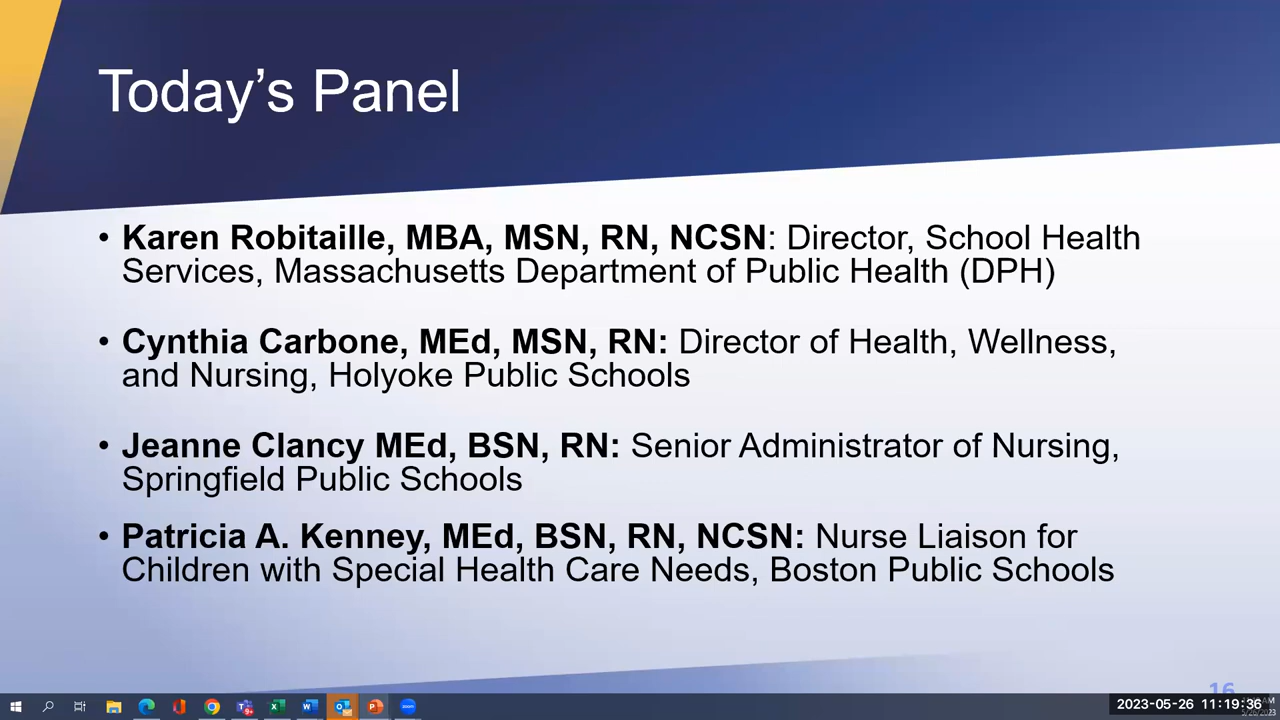 Today’s Panel
• Karen Robitaille, MBA, MSN, RN, NCSN: Director, School Health
Services, Massachusetts Department of Public Health (DPH)
• Cynthia Carbone, MEd, MSN, RN: Director of Health, Wellness,
and Nursing, Holyoke Public Schools
• Jeanne Clancy MEd, BSN, RN: Senior Administrator of Nursing,
Springfield Public Schools
• Patricia A. Kenney, MEd, BSN, RN, NCSN: Nurse Liaison for
Children with Special Health Care Needs, Boston Public Schools
16
2023-05-26 11:19:36